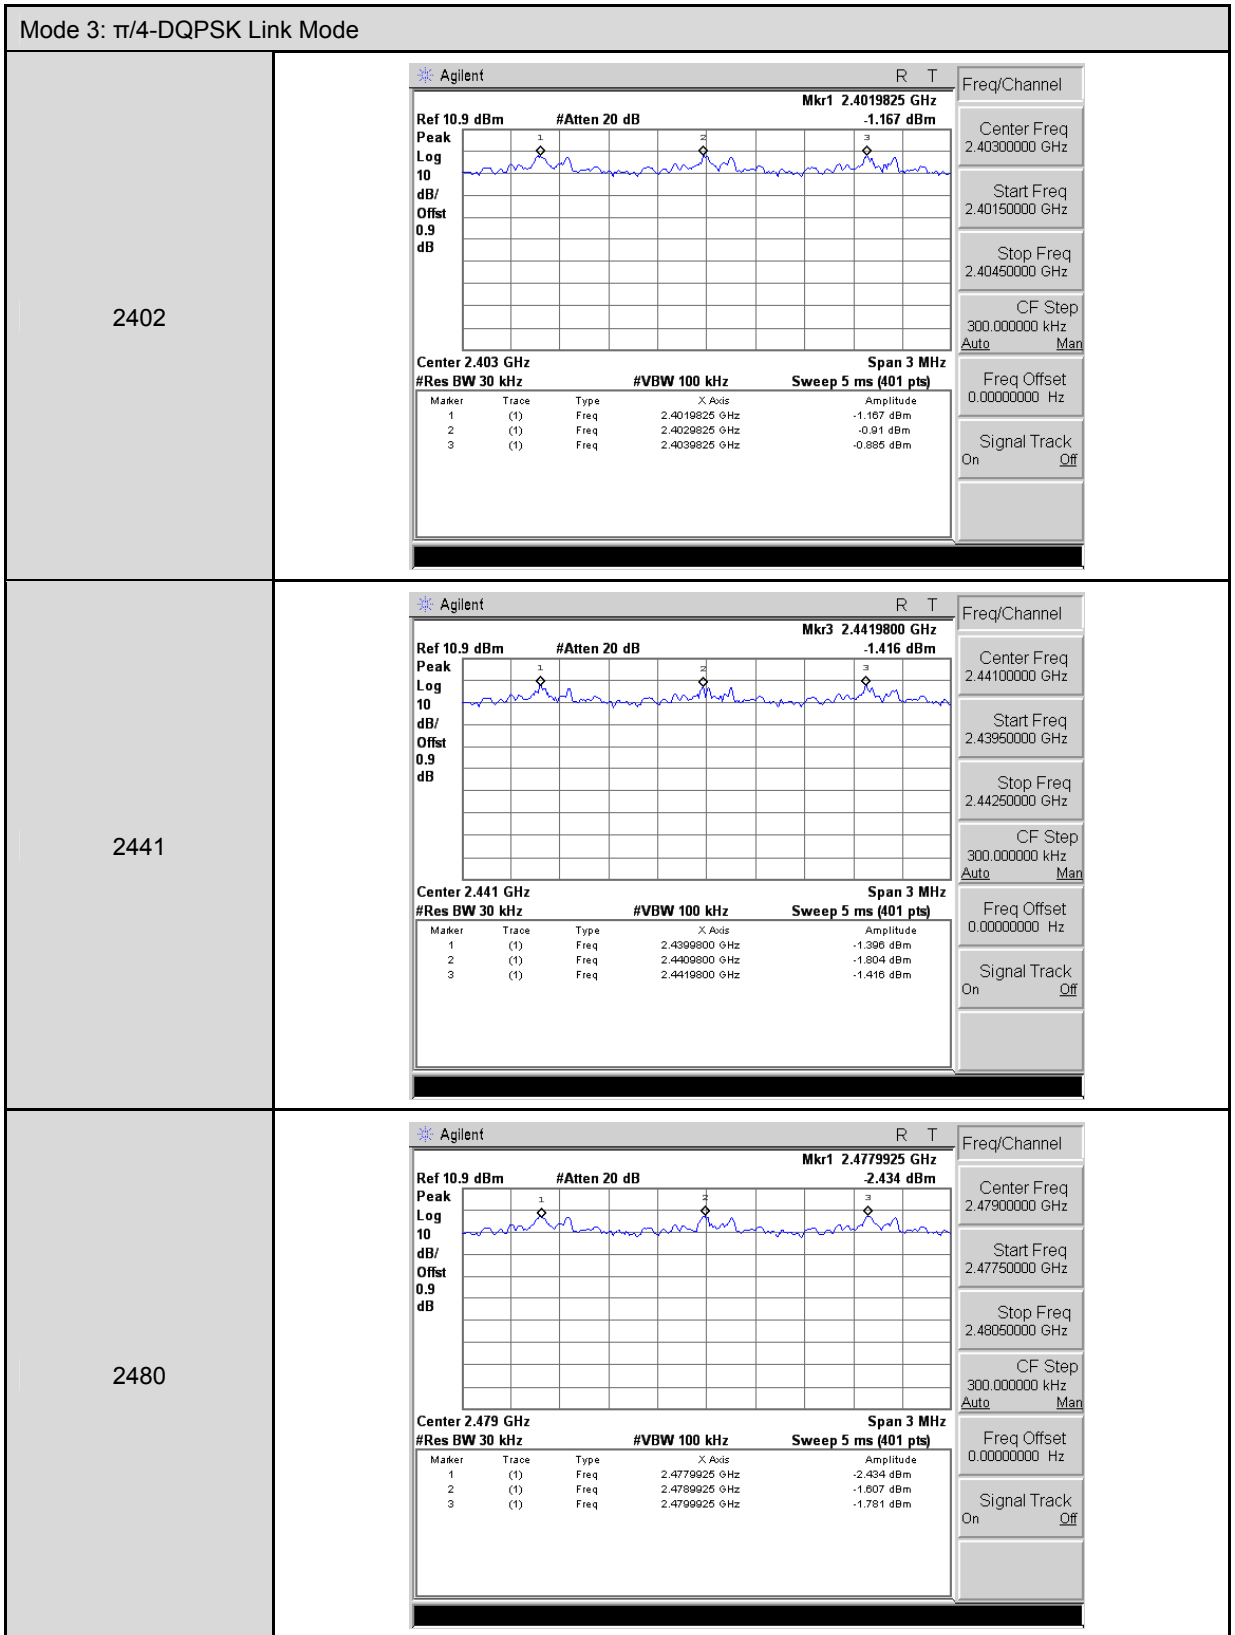 Mode 3: π/4-DQPSK Link Mode
2402
Agilent R T
Mkr1 2.4019825 GHz
Ref 10.9 dBm #Atten 20 dB -1.167 dBm
Peak
Log
10
dB/
Offst
0.9
dB
1 2 3
Center 2.403 GHz Span 3 MHz
#Res BW 30 kHz #VBW 100 kHz Sweep 5 ms (401 pts)
Marker Trace Type X Axis Amplitude
1 (1) Freq 2.4019825 GHz -1.167 dBm
2 (1) Freq 2.4029825 GHz -0.91 dBm
3 (1) Freq 2.4039825 GHz -0.885 dBm
Freq/Channel
Center Freq
2.40300000 GHz
Start Freq
2.40150000 GHz
Stop Freq
2.40450000 GHz
CF Step
300.000000 kHz
Auto Man
Freq Offset
0.00000000 Hz
Signal Track
On Off
2441
Agilent R T
Mkr3 2.4419800 GHz
Ref 10.9 dBm #Atten 20 dB -1.416 dBm
Peak
Log
10
dB/
Offst
0.9
dB
1 2 3
Center 2.441 GHz Span 3 MHz
#Res BW 30 kHz #VBW 100 kHz Sweep 5 ms (401 pts)
Marker Trace Type X Axis Amplitude
1 (1) Freq 2.4399800 GHz -1.396 dBm
2 (1) Freq 2.4409800 GHz -1.804 dBm
3 (1) Freq 2.4419800 GHz -1.416 dBm
Freq/Channel
Center Freq
2.44100000 GHz
Start Freq
2.43950000 GHz
Stop Freq
2.44250000 GHz
CF Step
300.000000 kHz
Auto Man
Freq Offset
0.00000000 Hz
Signal Track
On Off
2480
Agilent R T
Mkr1 2.4779925 GHz
Ref 10.9 dBm #Atten 20 dB -2.434 dBm
Peak
Log
10
dB/
Offst
0.9
dB
1 2 3
Center 2.479 GHz Span 3 MHz
#Res BW 30 kHz #VBW 100 kHz Sweep 5 ms (401 pts)
Marker Trace Type X Axis Amplitude
1 (1) Freq 2.4779925 GHz -2.434 dBm
2 (1) Freq 2.4789925 GHz -1.607 dBm
3 (1) Freq 2.4799925 GHz -1.781 dBm
Freq/Channel
Center Freq
2.47900000 GHz
Start Freq
2.47750000 GHz
Stop Freq
2.48050000 GHz
CF Step
300.000000 kHz
Auto Man
Freq Offset
0.00000000 Hz
Signal Track
On Off